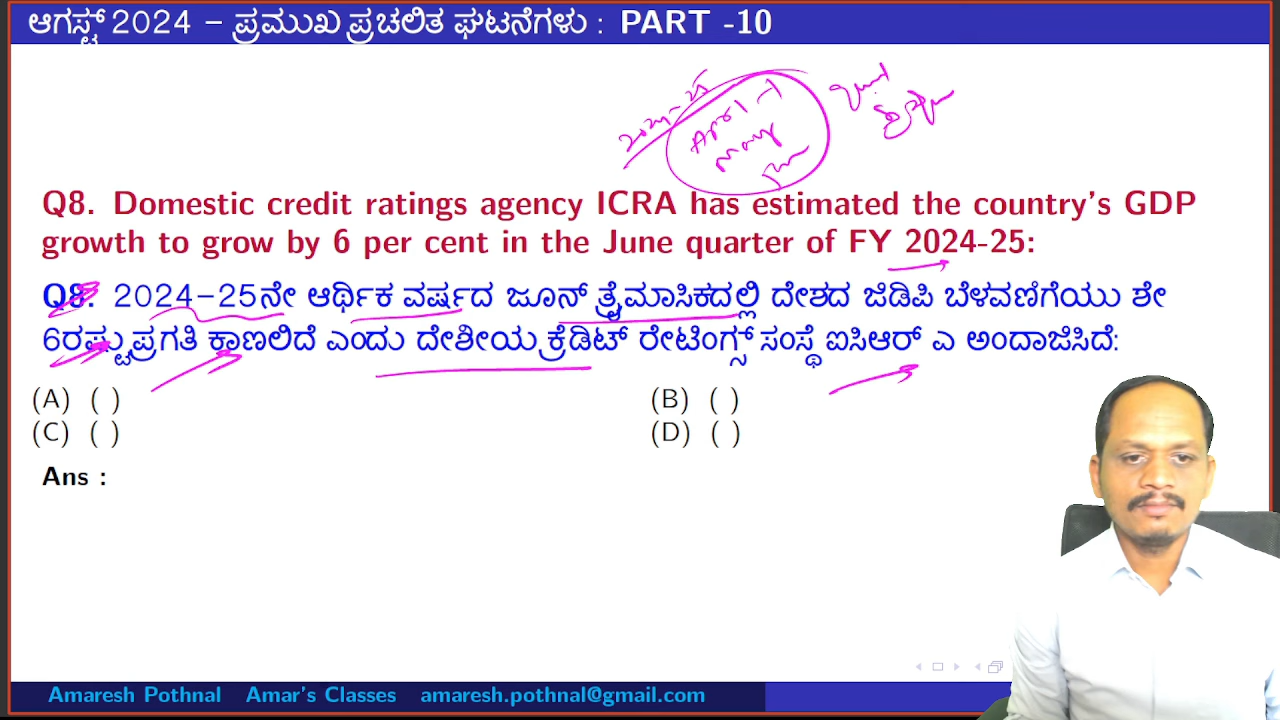 ಆಗಸ್ಟ್ 2024 – ಪ್ರಮುಖ ಪ್ರಚಲಿತ ಘಟನೆಗಳು : PART -10
2024-25
April
may
Q8. Domestic credit ratings agency ICRA has estimated the country's GDP
growth to grow by 6 per cent in the June quarter of FY 2024-25:
Q8. 2024–25ನೇ ಆರ್ಥಿಕ ವರ್ಷದ ಜೂನ್ ತ್ರೈಮಾಸಿಕದಲ್ಲಿ ದೇಶದ ಜಿಡಿಪಿ ಬೆಳವಣಿಗೆಯು ಶೇ
6ರಷ್ಟು ಪ್ರಗತಿ ಕಾಣಲಿದೆ ಎಂದು ದೇಶೀಯ ಕ್ರೆಡಿಟ್ ರೇಟಿಂಗ್ಸ್ ಸಂಸ್ಥೆ ಐಸಿಆರ್ ಎ ಅಂದಾಜಿಸಿದೆ:
(A) ( ) (B) ( )
(C) ( ) (D) ( )
Ans :
Amaresh Pothnal Amar's Classes amaresh.pothnal@gmail.com